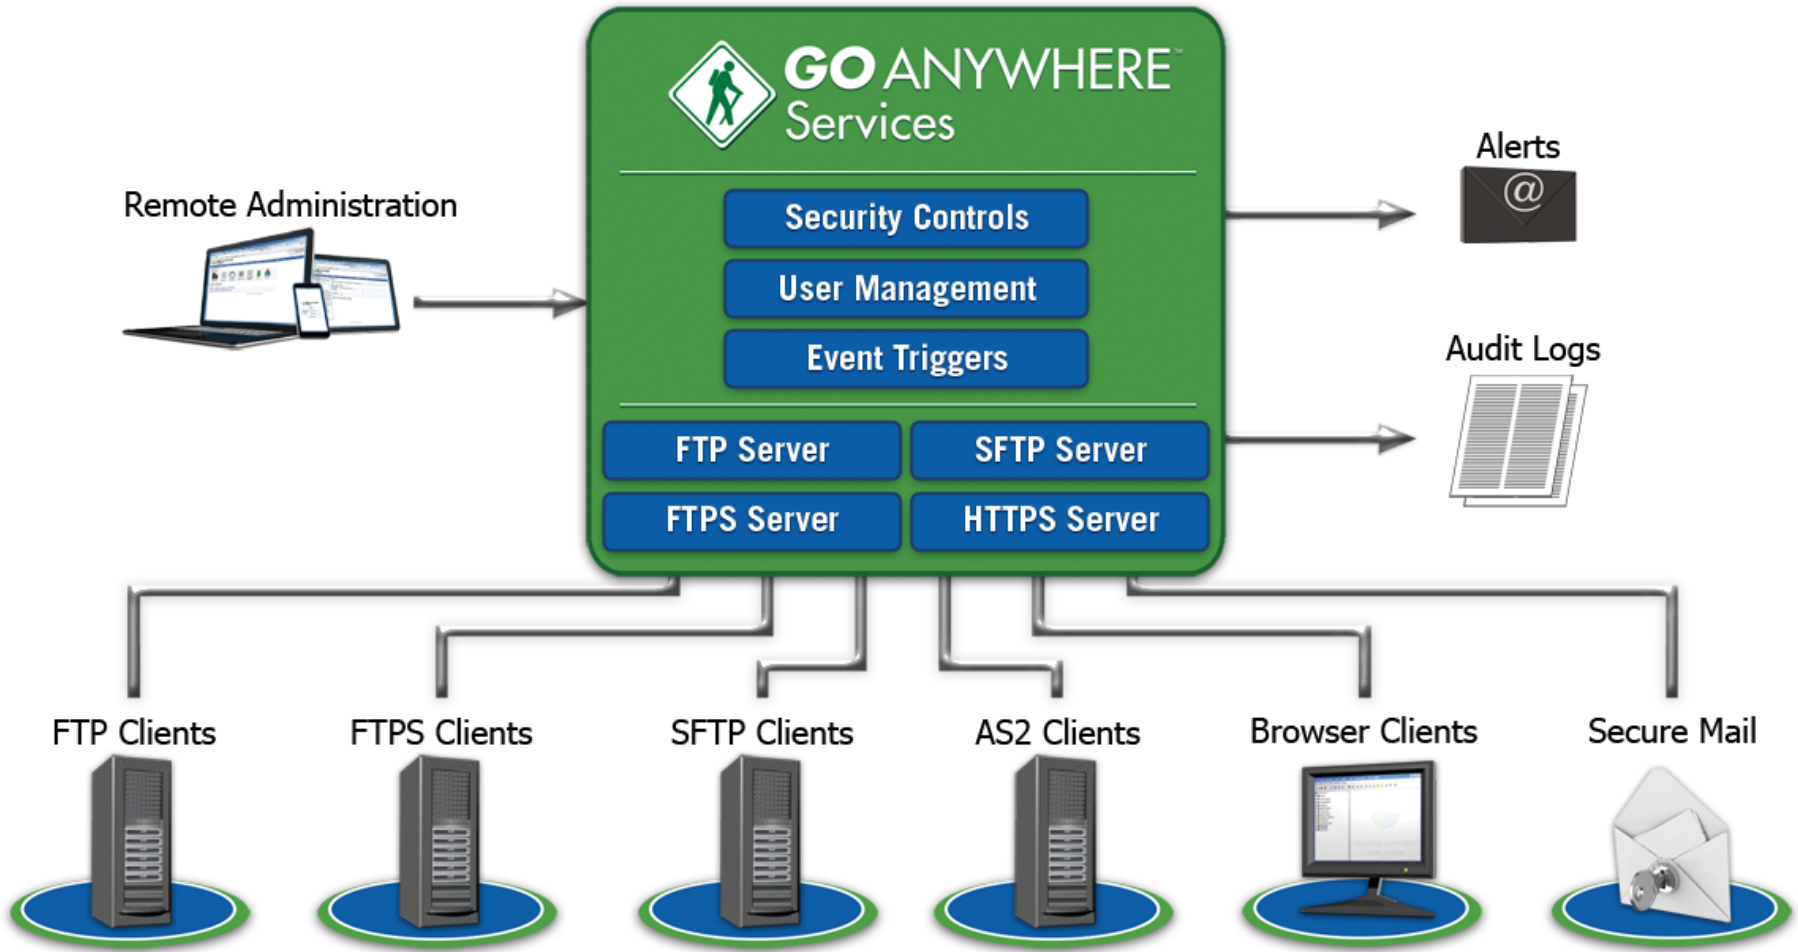 GO ANYWHERE™
Services
Alerts
@
Remote Administration
Security Controls
User Management
Event Triggers
Audit Logs
FTP Server
SFTP Server
FTPS Server
HTTPS Server
FTP Clients
FTPS Clients
SFTP Clients
AS2 Clients
Browser Clients
Secure Mail